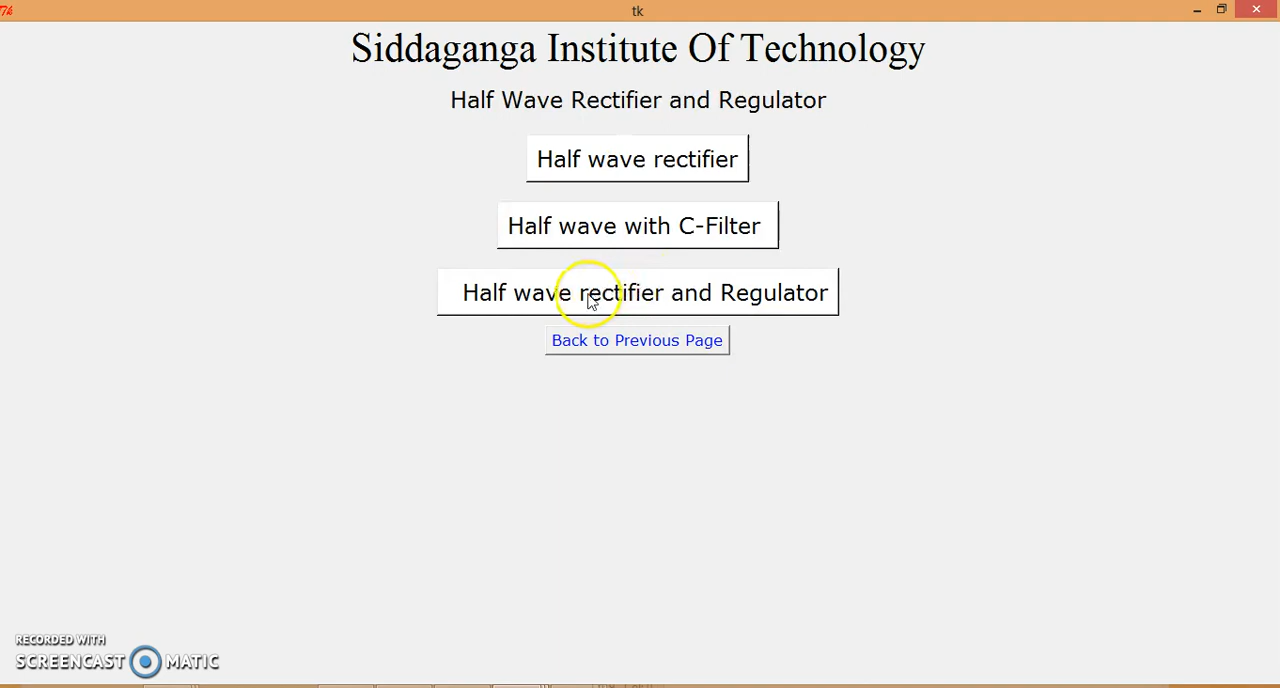 tk
Siddaganga Institute Of Technology
Half Wave Rectifier and Regulator
Half wave rectifier
Half wave with C-Filter
Half wave rectifier and Regulator
Back to Previous Page
RECORDED WITH
SCREENCAST MATIC